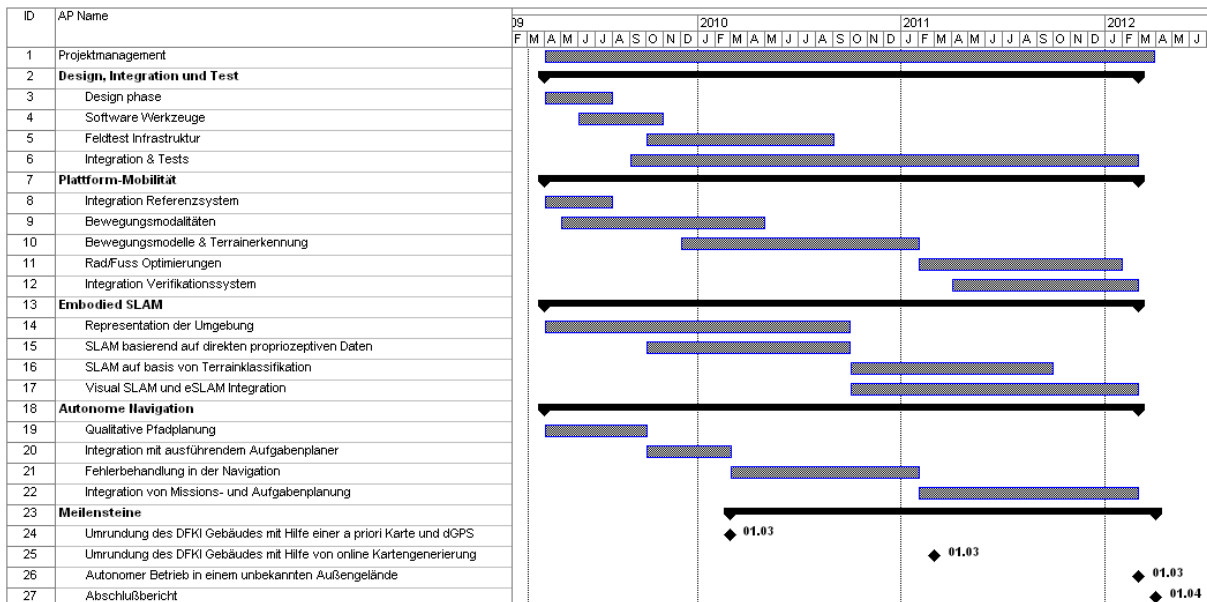 ID AP Name 09 2010 2011 2012
F M A M J J A S O N D J F M A M J J A S O N D J F M A M J J A S O N D J F M A M J
1 Projektmanagement
2 Design, Integration und Test
3 Design phase
4 Software Werkzeuge
5 Feldtest Infrastruktur
6 Integration & Tests
7 Plattform-Mobilität
8 Integration Referenzsystem
9 Bewegungsmodalitäten
10 Bewegungsmodelle & Terrainerkennung
11 Rad/Fuss Optimierungen
12 Integration Verifikationssystem
13 Embodied SLAM
14 Representation der Umgebung
15 SLAM basierend auf direkten propriozeptiven Daten
16 SLAM auf basis von Terrainklassifikation
17 Visual SLAM und eSLAM Integration
18 Autonome Navigation
19 Qualitative Pfadplanung
20 Integration mit ausführendem Aufgabenplaner
21 Fehlerbehandlung in der Navigation
22 Integration von Missions- und Aufgabenplanung
23 Meilensteine
24 Umrundung des DFKI Gebäudes mit Hilfe einer a priori Karte und dGPS 01.03
25 Umrundung des DFKI Gebäudes mit Hilfe von online Kartengenerierung 01.03
26 Autonomer Betrieb in einem unbekannten Außengelände 01.03
27 Abschlußbericht 01.04